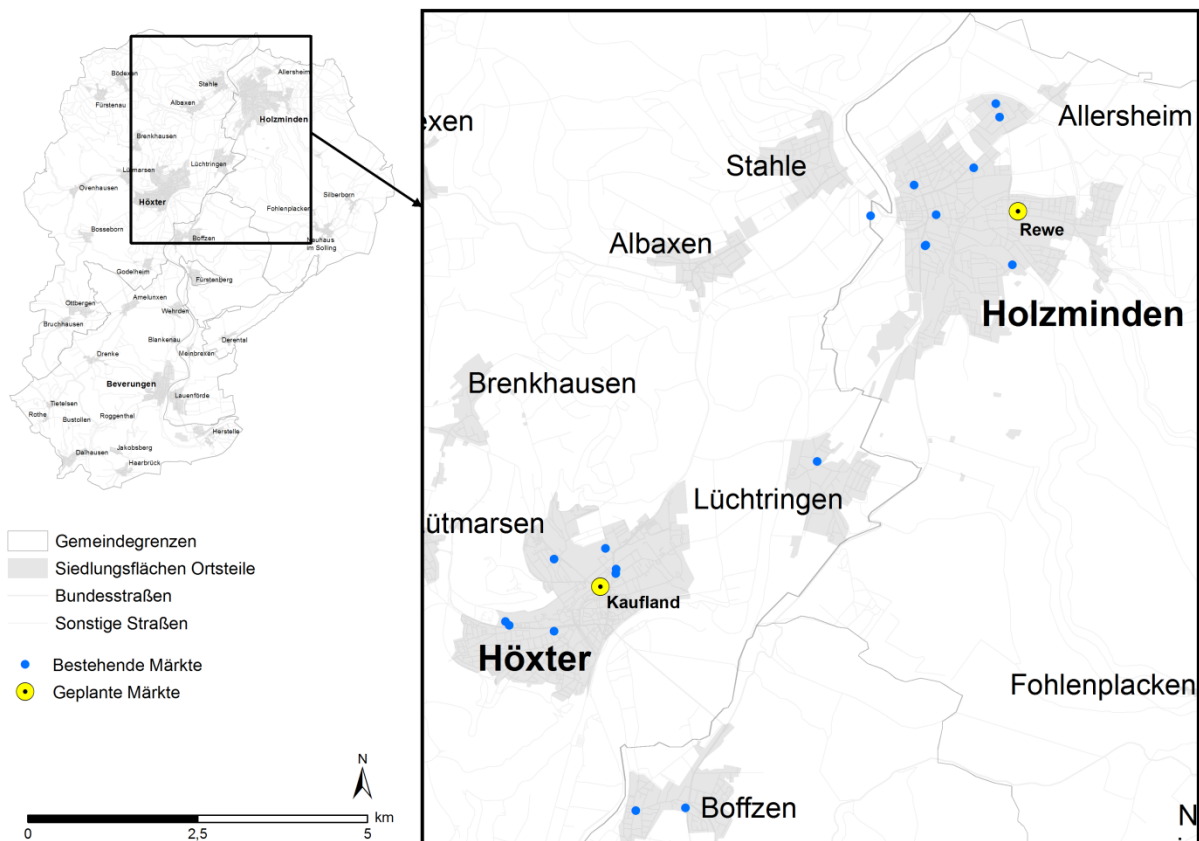 Bödexen
Stahle
Allersheim
Fürstenau
Albaxen
Holzminden
Brenkhausen
Lüchtringen
Lütmarsen
Ovenhausen
Silberborn
Höxter
Fohlenplacken
Bosseborn
Boffzen
Neuhaus
im Solling
Godelheim
Fürstenberg
Ottbergen
Amelunxen
Wehrden
Bruchhausen
Blankenau
Derental
Drenke
Meinbrexen
Beverungen
Tietelsen
Lauenförde
Rothe
Bustollen
Roggenthal
Herstelle
Dalhausen
Jakobsberg
Haarbrück
Gemeindegrenzen
Siedlungsflächen Ortsteile
Bundesstraßen
Sonstige Straßen
Bestehende Märkte
Geplante Märkte
N
km
0
2,5
5
exen
Allersheim
Stahle
Rewe
Albaxen
Holzminden
Brenkhausen
Lüchtringen
ütmarsen
Kaufland
Höxter
Fohlenplacken
Boffzen
N